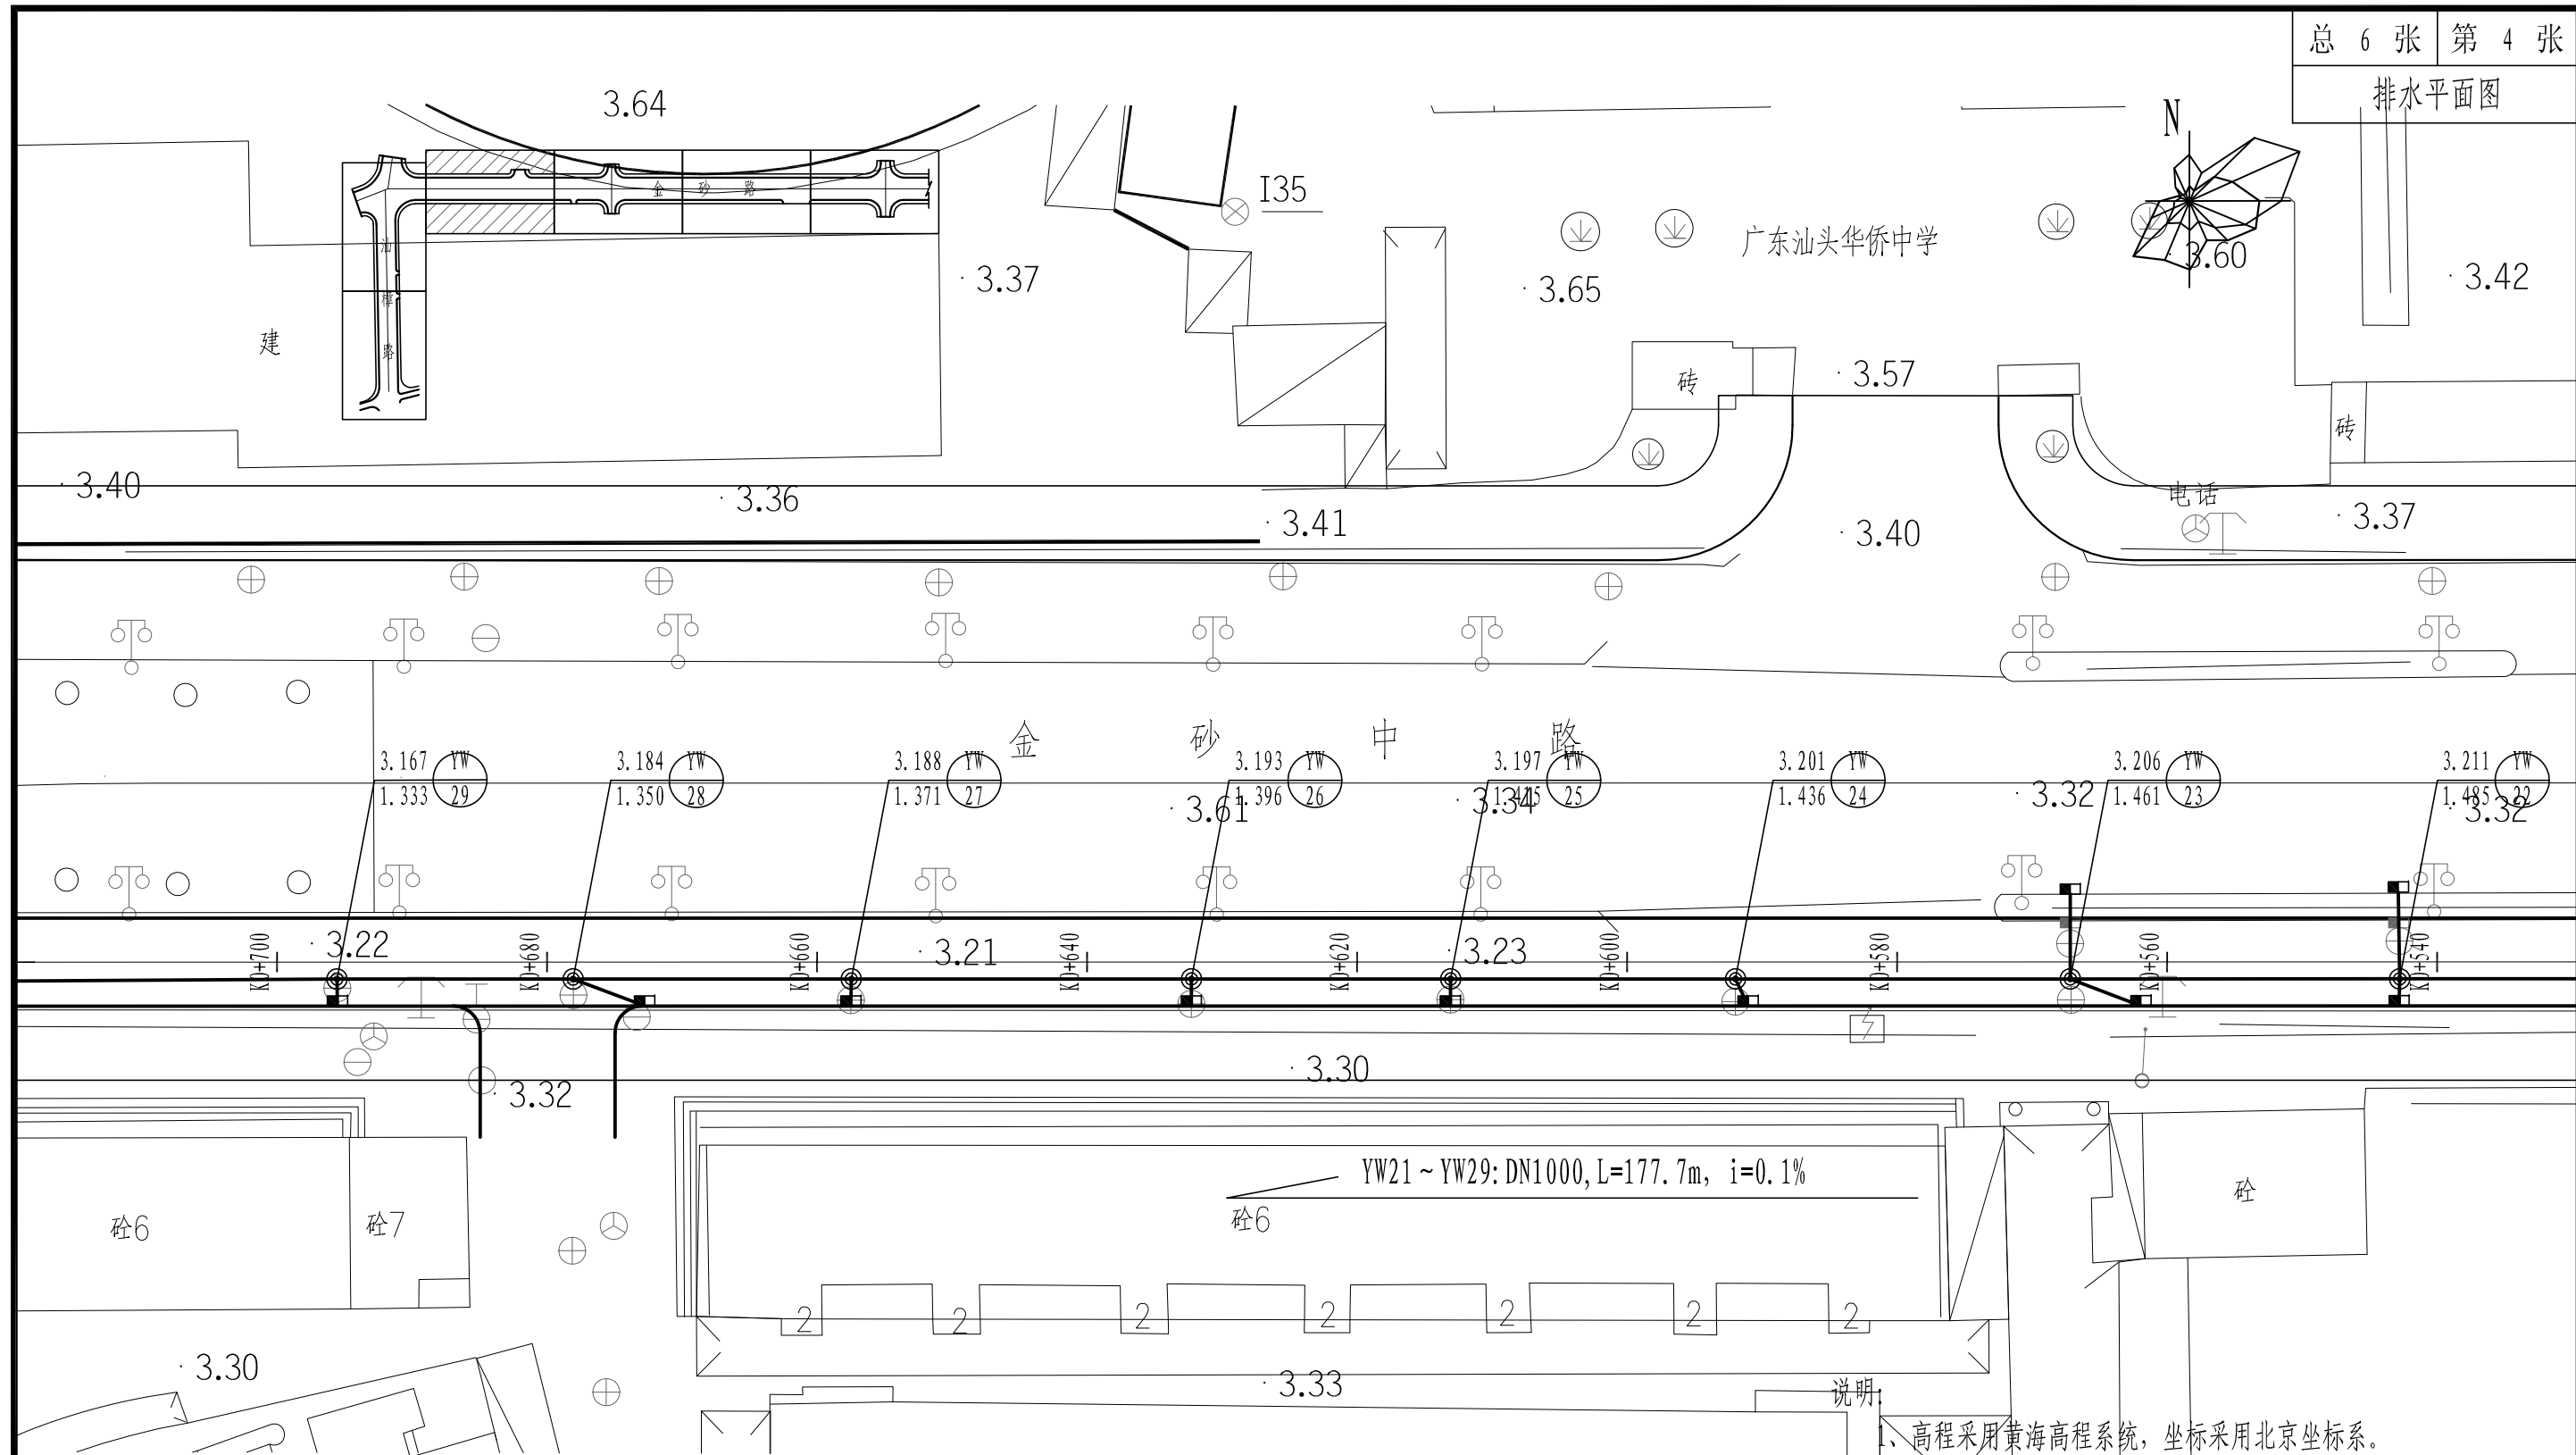 总 6 张 第 4 张
排水平面图
N
3.64
金 砂 路
汕
樟
路
I35
广东汕头华侨中学
3.60
3.37
3.65
3.42
建
砖
3.57
砖
3.40
3.36
电话
3.41
3.40
3.37
金 砂 中 路
3.167 YW
1.333 29
3.184 YW
1.350 28
3.188 YW
1.371 27
3.193 YW
1.396 26
3.197 YW
25
3.201 YW
1.436 24
3.206 YW
1.461 23
3.211 YW
1.485 22
3.61
3.34
3.32
3.32
3.22
3.21
3.23
K0+700
K0+680
K0+660
K0+640
K0+620
K0+600
K0+580
K0+560
K0+540
3.30
3.32
YW21~YW29:DN1000,L=177.7m, i=0.1%
砼6
砼7
砼6
砼
2 2 2 2 2 2 2
3.30
3.33
说明:
1、高程采用黄海高程系统，坐标采用北京坐标系。